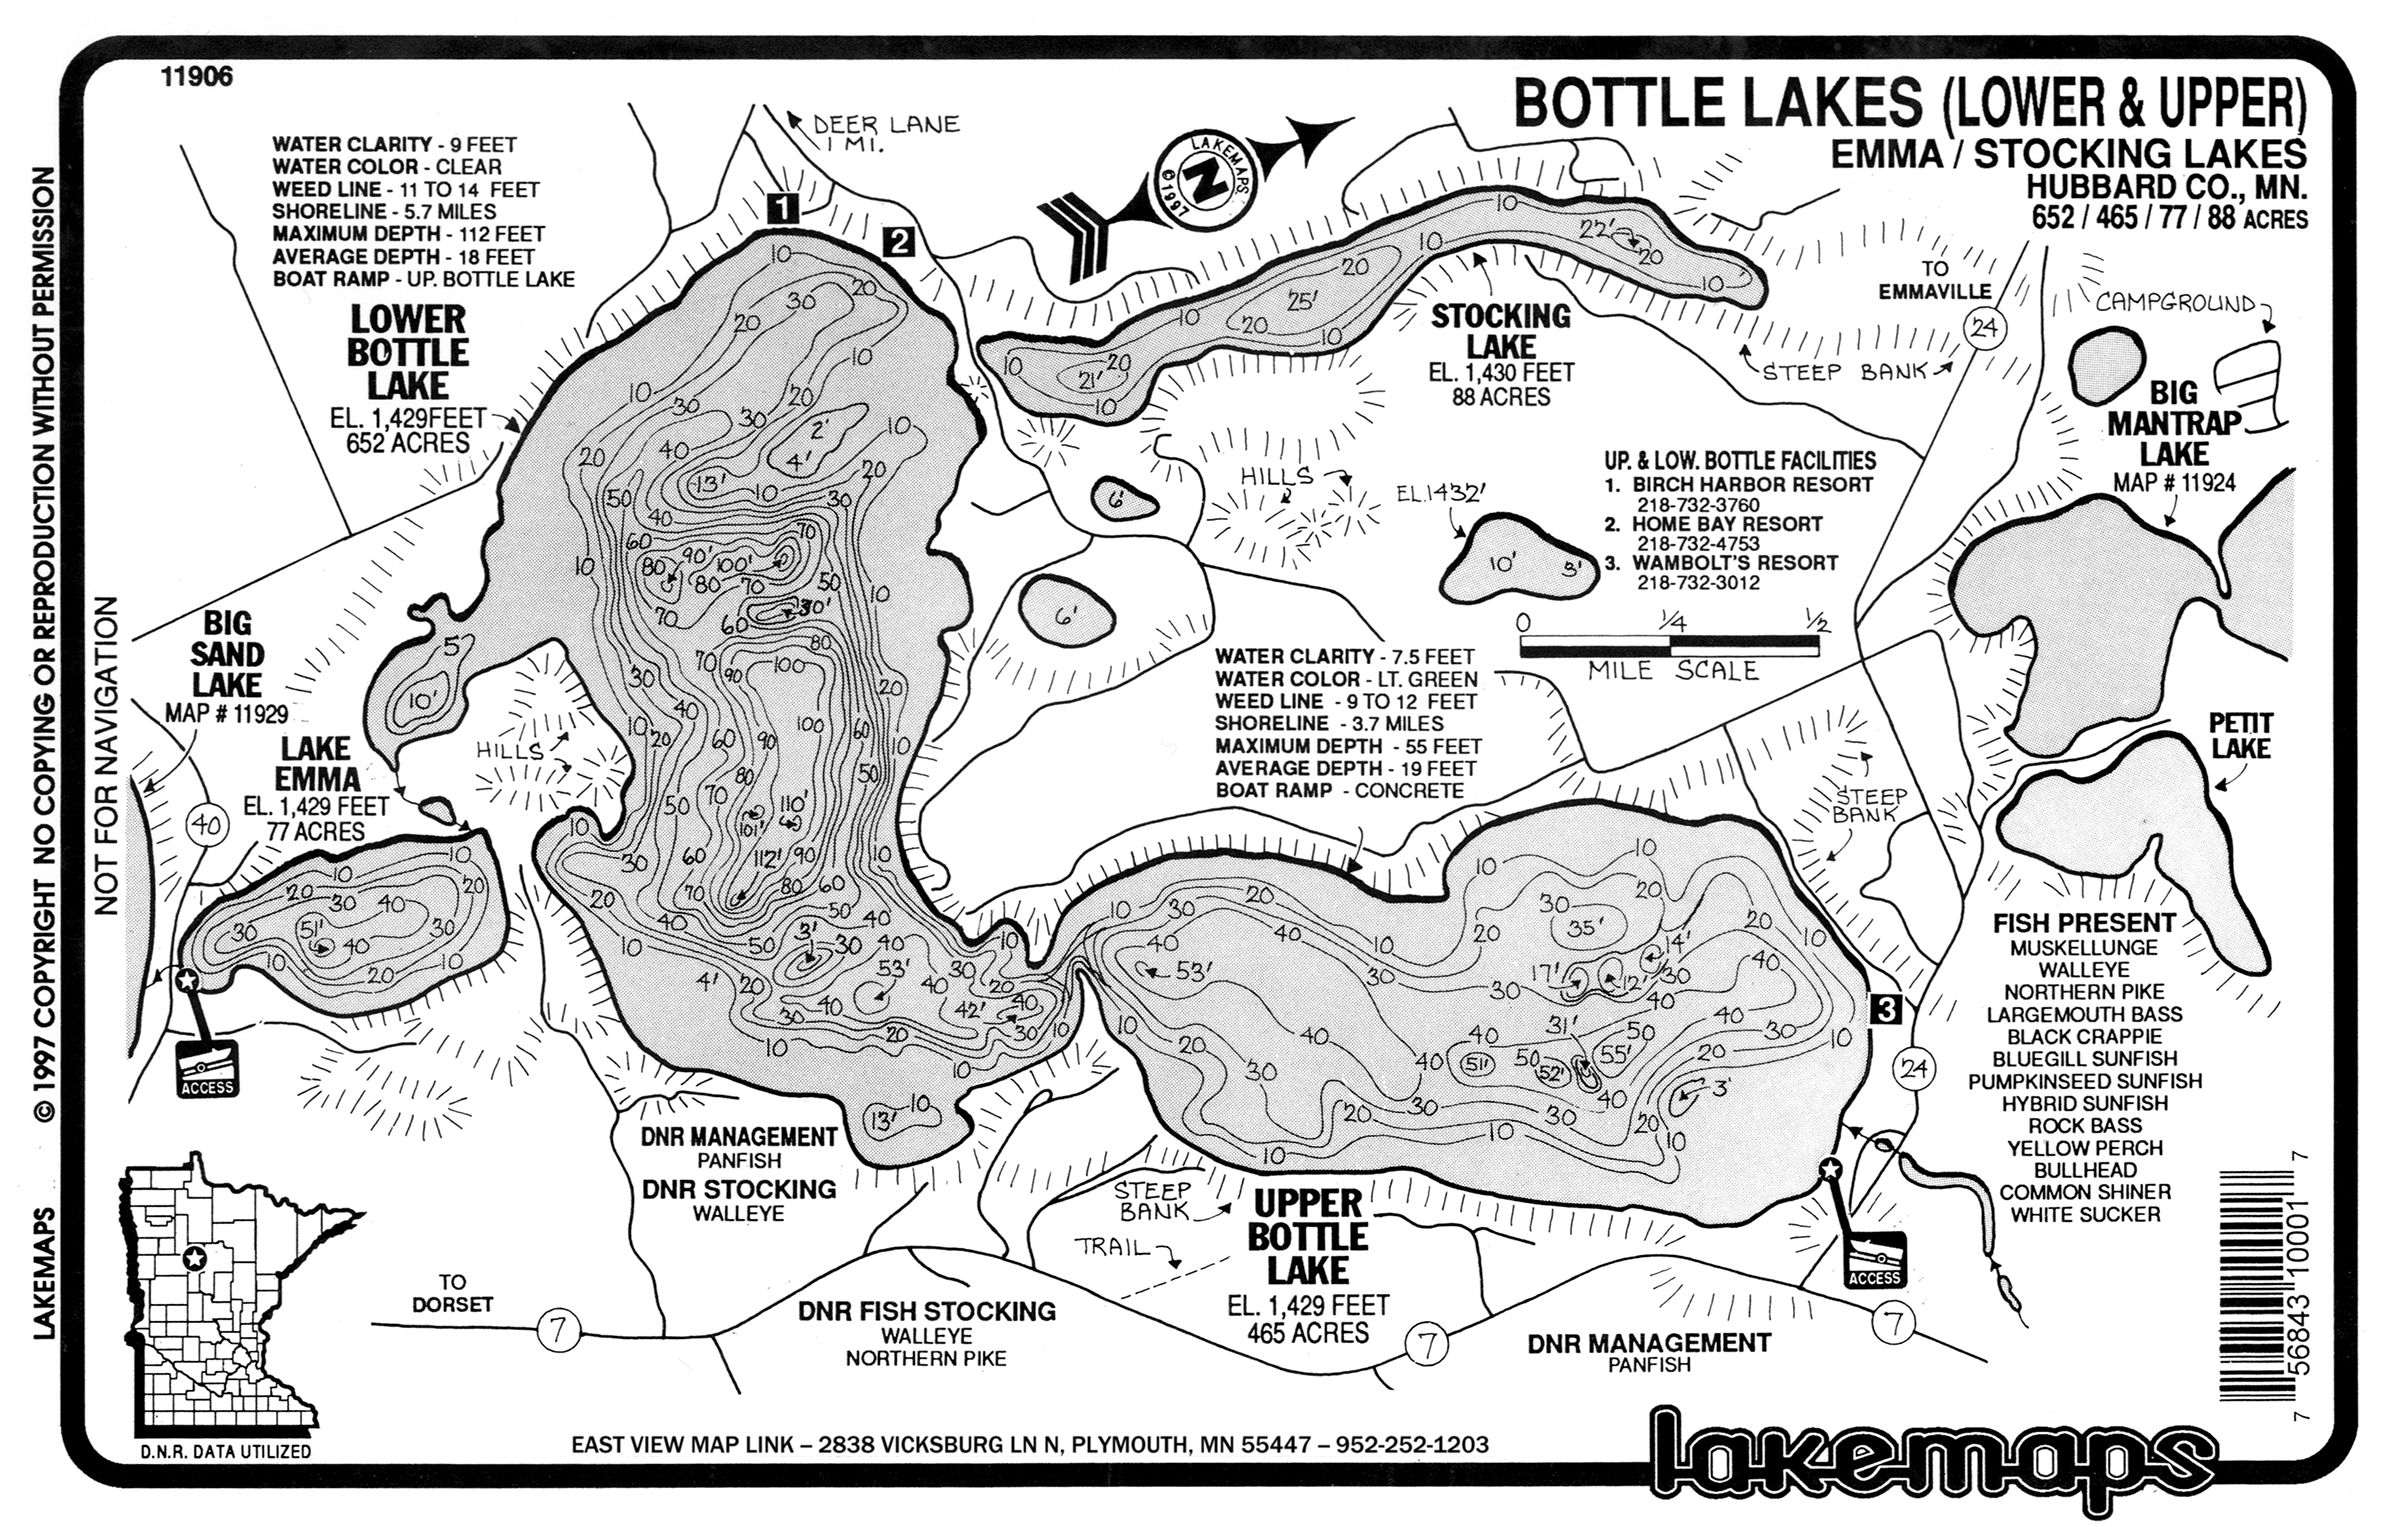 11906
BOTTLE LAKES (LOWER & UPPER)
EMMA / STOCKING LAKES
HUBBARD CO., MN.
652 / 465 / 77 / 88 ACRES
WATER CLARITY - 9 FEET
WATER COLOR - CLEAR
WEED LINE - 11 TO 14 FEET
SHORELINE - 5.7 MILES
MAXIMUM DEPTH - 112 FEET
AVERAGE DEPTH - 18 FEET
BOAT RAMP - UP. BOTTLE LAKE
LOWER
BOTTLE
LAKE
EL. 1,429FEET
652 ACRES
DEER LANE
1 MI.
1
2
LAKEMAPS
N
©1997
STOCKING
LAKE
EL. 1,430 FEET
88 ACRES
TO
EMMAVILLE
24
STEEP BANK
CAMPGROUND
BIG
MANTRAP
LAKE
MAP # 11924
HILLS
EL.1432'
10'
3'
6'
6'
UP. & LOW. BOTTLE FACILITIES
1. BIRCH HARBOR RESORT
218-732-3760
2. HOME BAY RESORT
218-732-4753
3. WAMBOLT'S RESORT
218-732-3012
0 1/4 1/2
MILE SCALE
WATER CLARITY - 7.5 FEET
WATER COLOR - LT. GREEN
WEED LINE - 9 TO 12 FEET
SHORELINE - 3.7 MILES
MAXIMUM DEPTH - 55 FEET
AVERAGE DEPTH - 19 FEET
BOAT RAMP - CONCRETE
BIG
SAND
LAKE
MAP # 11929
LAKE
EMMA
EL. 1,429 FEET
77 ACRES
40
HILLS
PETIT
LAKE
STEEP
BANK
3
24
FISH PRESENT
MUSKELLUNGE
WALLEYE
NORTHERN PIKE
LARGEMOUTH BASS
BLACK CRAPPIE
BLUEGILL SUNFISH
PUMPKINSEED SUNFISH
HYBRID SUNFISH
ROCK BASS
YELLOW PERCH
BULLHEAD
COMMON SHINER
WHITE SUCKER
ACCESS
DNR MANAGEMENT
PANFISH
DNR STOCKING
WALLEYE
STEEP
BANK
TRAIL
UPPER
BOTTLE
LAKE
EL. 1,429 FEET
465 ACRES
ACCESS
TO
DORSET
7
DNR FISH STOCKING
WALLEYE
NORTHERN PIKE
7
DNR MANAGEMENT
PANFISH
7
D.N.R. DATA UTILIZED
EAST VIEW MAP LINK – 2838 VICKSBURG LN N, PLYMOUTH, MN 55447 – 952-252-1203
lakemaps
7 56843 10001 7
NOT FOR NAVIGATION
LAKEMAPS © 1997 COPYRIGHT NO COPYING OR REPRODUCTION WITHOUT PERMISSION